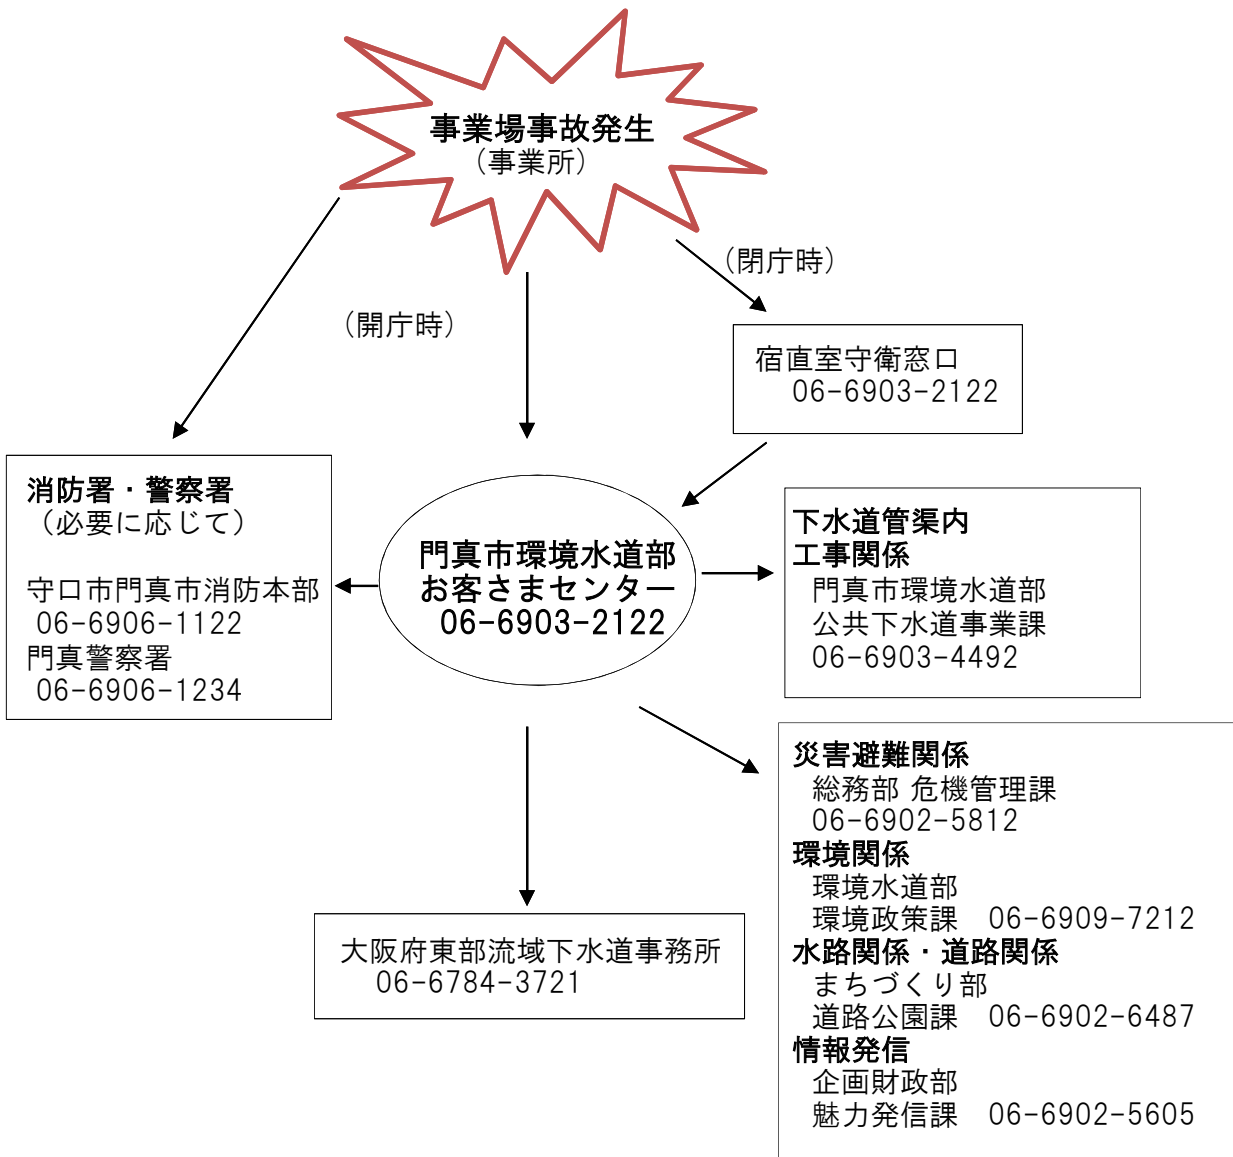 事業場事故発生
（事業所）
（閉庁時）
（開庁時）
宿直室守衛窓口
06-6903-2122
消防署・警察署
（必要に応じて）
守口市門真市消防本部
06-6906-1122
門真警察署
06-6906-1234
門真市環境水道部
お客さまセンター
06-6903-2122
下水道管渠内
工事関係
門真市環境水道部
公共下水道事業課
06-6903-4492
災害避難関係
総務部 危機管理課
06-6902-5812
環境関係
環境水道部
環境政策課　06-6909-7212
水路関係・道路関係
まちづくり部
道路公園課　06-6902-6487
情報発信
企画財政部
魅力発信課　06-6902-5605
大阪府東部流域下水道事務所
06-6784-3721